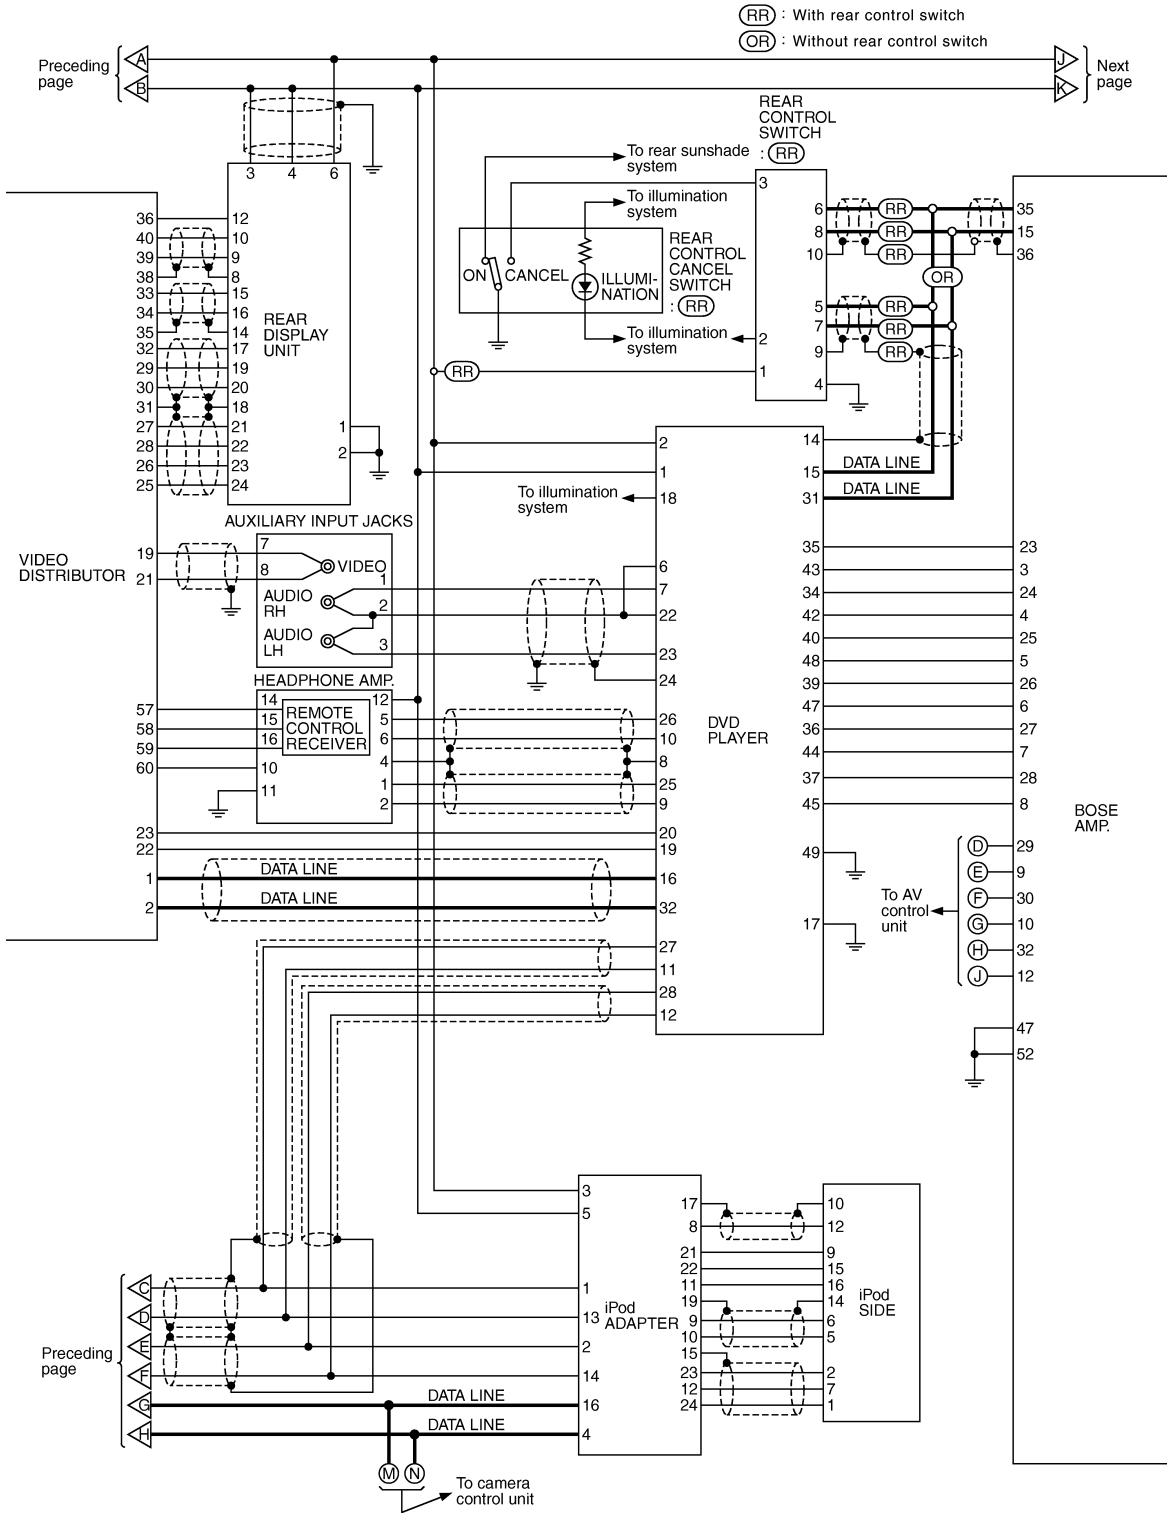 RR : With rear control switch
OR : Without rear control switch
Preceding
page
A
B
J
K
Next
page
REAR
CONTROL
SWITCH
: RR
To rear sunshade
system
To illumination
system
3 4 6
3
6 RR 35
8 RR 15
10 RR 36
OR
5 RR
7 RR
9 RR
4
2
1
REAR
CONTROL
CANCEL
SWITCH
: RR
ON CANCEL
ILLUMI-
NATION
To illumination
system
RR
36 12
40 10
39 9
38 8
33 15
34 16
35 14
32 17
29 19
30 20
31 18
27 21
28 22
26 23
25 24
REAR
DISPLAY
UNIT
1
2
2
1
18
To illumination
system
14
15 DATA LINE
31 DATA LINE
AUXILIARY INPUT JACKS
VIDEO
DISTRIBUTOR
19 7
21 8
VIDEO
AUDIO
RH
AUDIO
LH
1
2
3
6
7
22
23
24
HEADPHONE AMP.
57 14
58 15
59 16
60 10
11
REMOTE
CONTROL
RECEIVER
12
5 26
6 10
4 8
1 25
2 9
DVD
PLAYER
35 23
43 3
34 24
42 4
40 25
48 5
39 26
47 6
36 27
44 7
37 28
45 8
49
17
BOSE
AMP.
23 20
22 19
1 DATA LINE 16
2 DATA LINE 32
27
11
28
12
To AV
control
unit
D 29
E 9
F 30
G 10
H 32
J 12
47
52
3
5
Preceding
page
C 1
D 13
E 2
F 14
G DATA LINE 16
H DATA LINE 4
iPod
ADAPTER
17 10
8 12
21 9
22 15
11 16
19 14
9 6
10 5
15
23 2
12 7
24 1
iPod
SIDE
M N
To camera
control unit